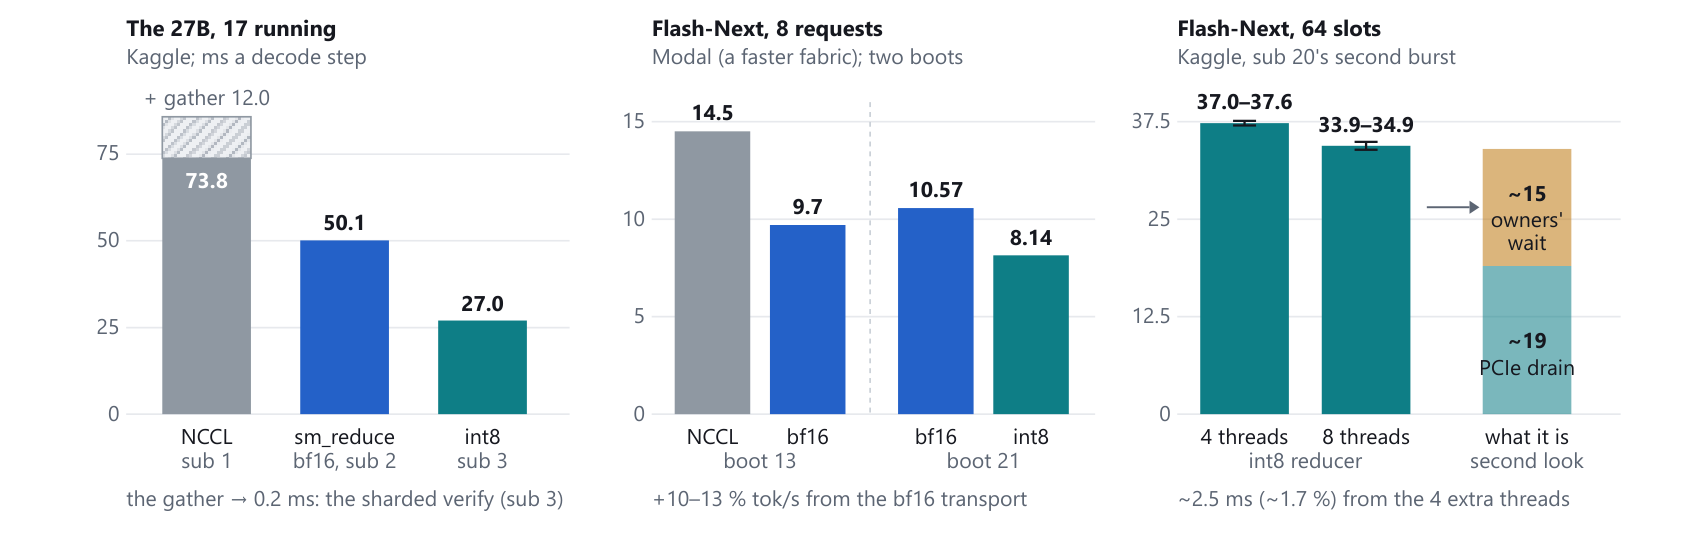 The 27B, 17 running
Kaggle; ms a decode step
+ gather 12.0
75
50
25
0
73.8
50.1
27.0
NCCL
sub 1
sm_reduce
bf16, sub 2
int8
sub 3
the gather → 0.2 ms: the sharded verify (sub 3)
Flash-Next, 8 requests
Modal (a faster fabric); two boots
15
10
5
0
14.5
9.7
10.57
8.14
NCCL
bf16
bf16
int8
boot 13
boot 21
+10–13 % tok/s from the bf16 transport
Flash-Next, 64 slots
Kaggle, sub 20's second burst
37.5
25
12.5
0
37.0–37.6
33.9–34.9
~15
owners'
wait
~19
PCIe drain
4 threads
8 threads
what it is
int8 reducer
second look
~2.5 ms (~1.7 %) from the 4 extra threads